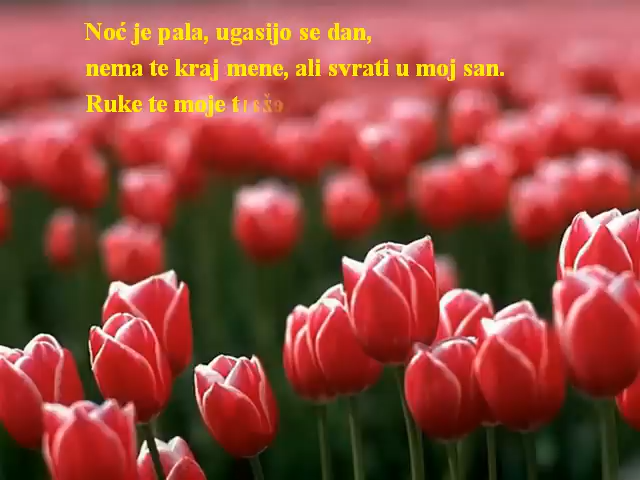 Noć je pala, ugasijo se dan,
nema te kraj mene, ali svrati u moj san.
Ruke te moje